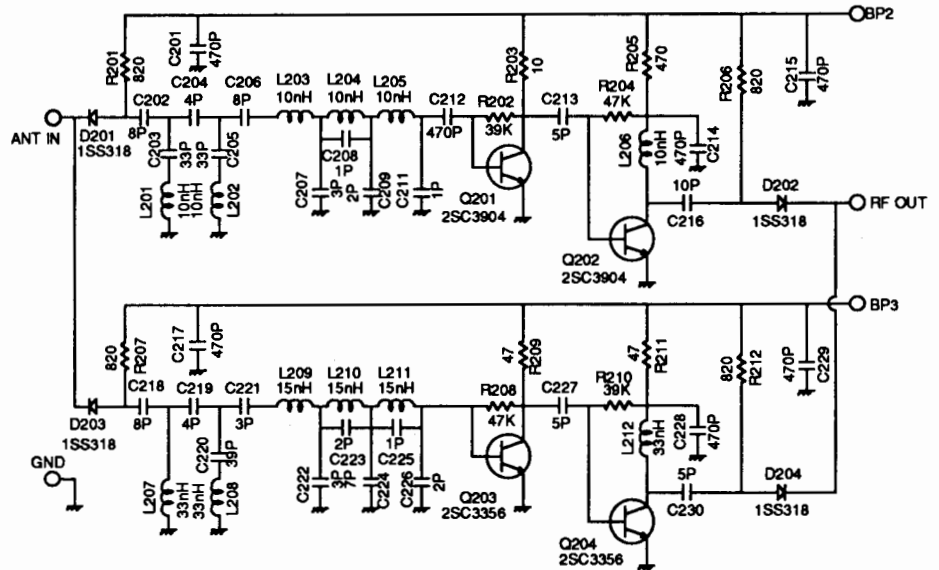 BP2
R201
820
C201
470P
R203
10
R205
470
R206
820
C215
470P
C202
8P
C204
4P
C206
8P
L203
10nH
L204
10nH
L205
10nH
C212
470P
R202
39K
C213
5P
R204
47K
ANT IN
D201
1SS318
C203
33P
33P
C205
C208
1P
L206
10nH
470P
C214
L201
10nH
10nH
L202
C207
3P
2P
C209
C211
1P
Q201
2SC3904
10P
C216
D202
1SS318
RF OUT
Q202
2SC3904
BP3
820
R207
C217
470P
47
R209
47
R211
820
R212
470P
C229
C218
8P
C219
4P
C221
3P
L209
15nH
L210
15nH
L211
15nH
R208
47K
C227
5P
R210
39K
D203
1SS318
C220
39P
2P
C223
1P
C225
L212
33nH
C228
470P
GND
L207
33nH
33nH
L208
C222
3P
C224
C226
2P
Q203
2SC3356
5P
C230
D204
1SS318
Q204
2SC3356